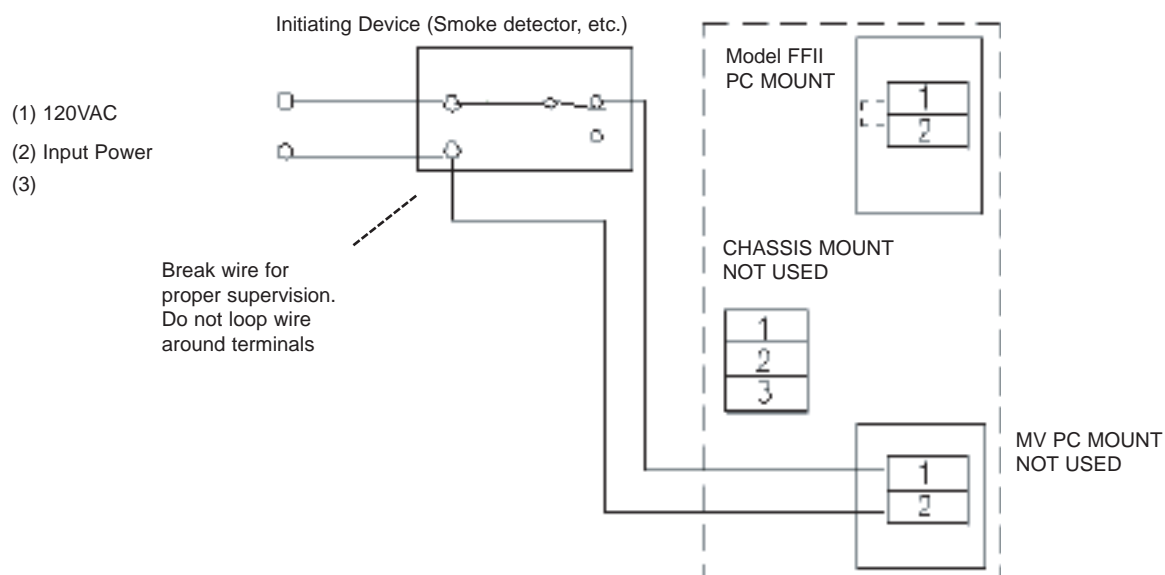 Initiating Device (Smoke detector, etc.)
Model FFII
PC MOUNT
1
2
(1) 120VAC
(2) Input Power
(3)
CHASSIS MOUNT
NOT USED
Break wire for
proper supervision.
Do not loop wire
around terminals
1
2
3
MV PC MOUNT
NOT USED
1
2